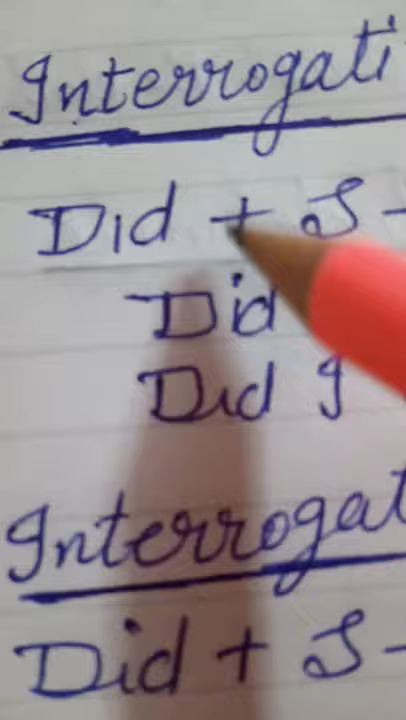 Interrogati
Did + S -
Did
Did I
Interrogat
Did + S -